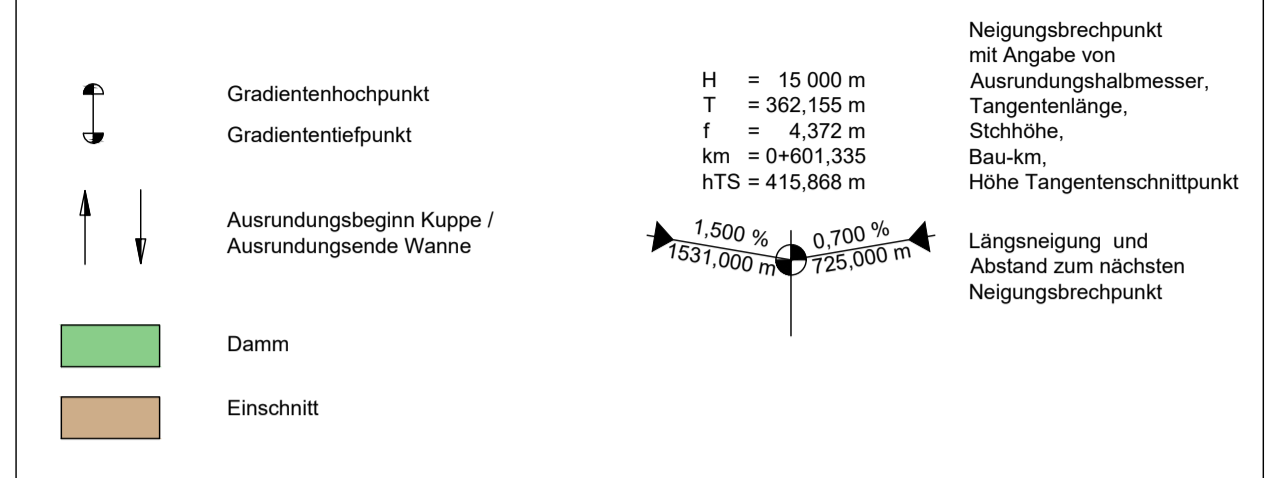 Gradientenhochpunkt
Gradiententiefpunkt
Ausrundungsbeginn Kuppe /
Ausrundungsende Wanne
Damm
Einschnitt
H = 15 000 m
T = 362,155 m
f = 4,372 m
km = 0+601,335
hTS = 415,868 m
Neigungsbrechpunkt
mit Angabe von
Ausrundungshalbmesser,
Tangentenlänge,
Stchhöhe,
Bau-km,
Höhe Tangentenschnittpunkt
1,500 %
1531,000 m
0,700 %
725,000 m
Längsneigung und
Abstand zum nächsten
Neigungsbrechpunkt